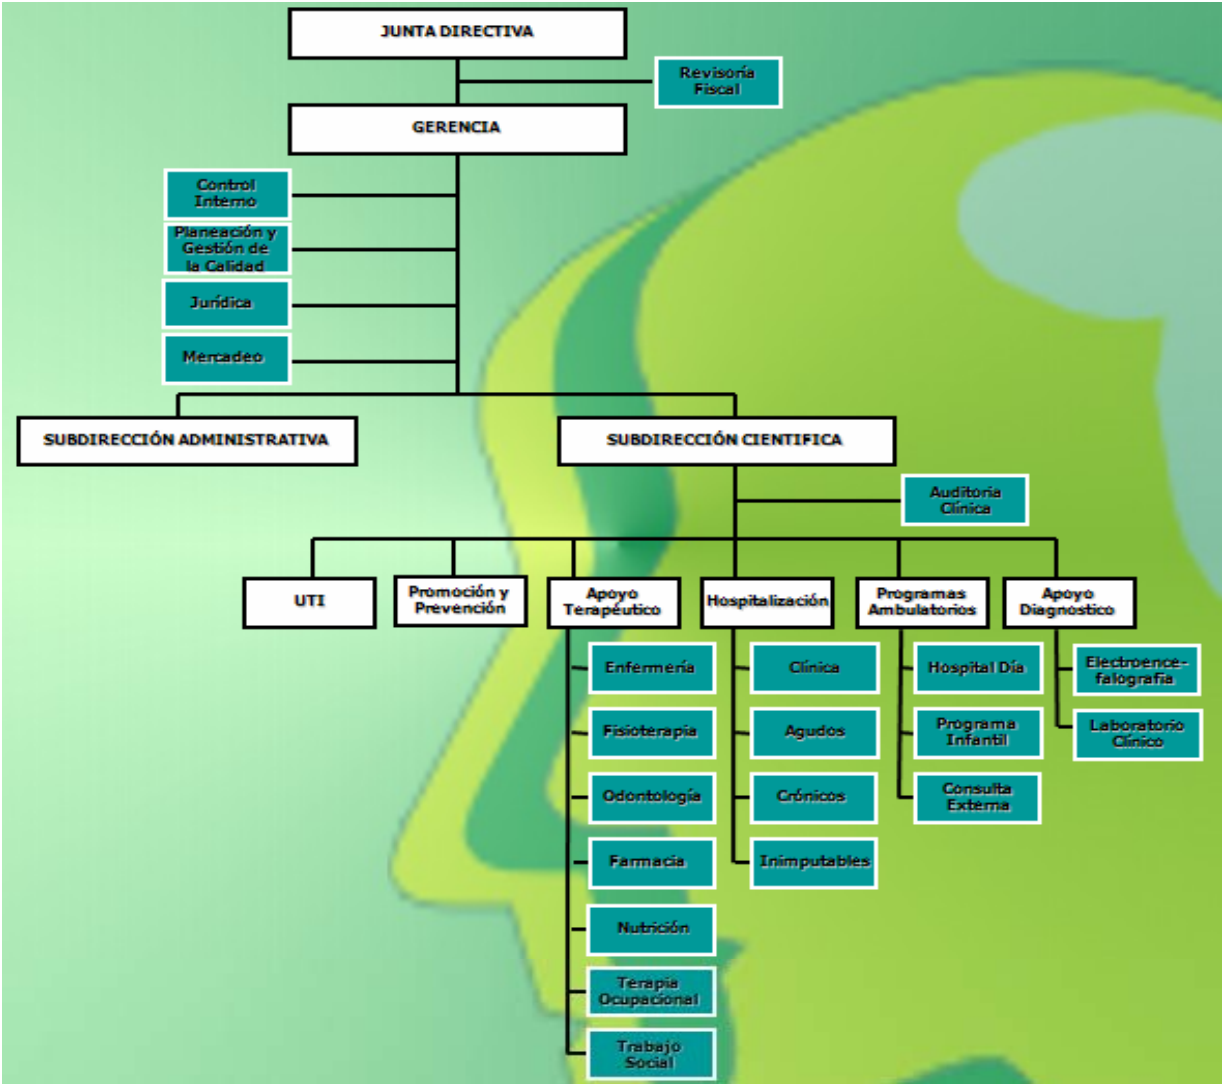 JUNTA DIRECTIVA
Revisoría
Fiscal
GERENCIA
Control
Interno
Planeación y
Gestión de
la Calidad
Jurídica
Mercadeo
SUBDIRECCIÓN ADMINISTRATIVA
SUBDIRECCIÓN CIENTIFICA
Auditoria
Clínica
UTI
Promoción y
Prevención
Apoyo
Terapéutico
Hospitalización
Programas
Ambulatorios
Apoyo
Diagnostico
Enfermería
Fisioterapia
Odontología
Farmacia
Nutrición
Terapia
Ocupacional
Trabajo
Social
Clínica
Agudos
Crónicos
Inimputables
Hospital Día
Programa
Infantil
Consulta
Externa
Electroence-
falografia
Laboratorio
Clínico